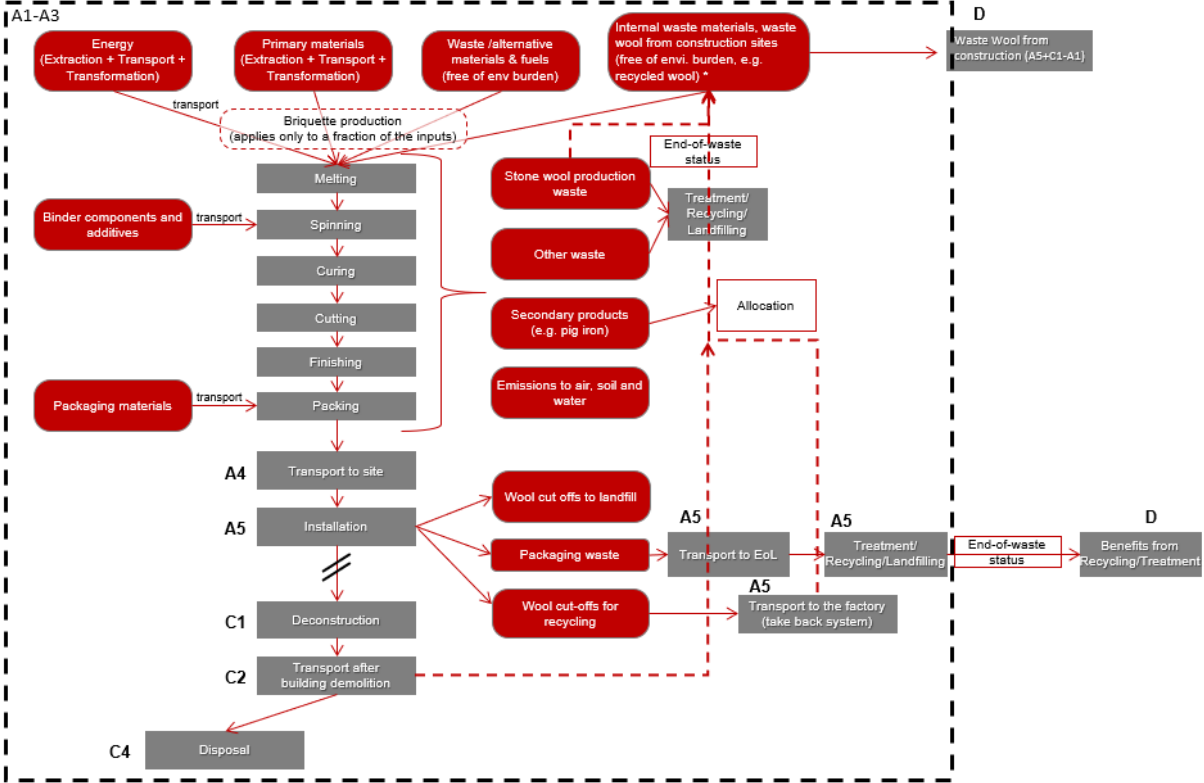 A1-A3
D
Energy
(Extraction + Transport +
Transformation)
Primary materials
(Extraction + Transport +
Transformation)
Waste /alternative
materials & fuels
(free of env burden)
Internal waste materials, waste
wool from construction sites
(free of envi. burden, e.g.
recycled wool) *
Waste Wool from
construction (A5+C1-A1}
transport
Briquette production
(applies only to a fraction of the inputs)
End-of-waste
status
Melting
Stone wool production
waste
Treatment/
Recycling/
Landfilling
Binder components and
additives
transport
Spinning
Other waste
Curing
Cutting
Secondary products
(e.g. pig iron)
Allocation
Finishing
Packaging materials
transport
Packing
Emissions to air, soil and
water
A4
Transport to site
Wool cut offs to landfill
A5
Installation
Packaging waste
A5
Transport to EoL
A5
Treatment/
Recycling/Landfilling
End-of-waste
status
D
Benefits from
Recycling/Treatment
A5
Wool cut-offs for
recycling
Transport to the factory
(take back system)
C1
Deconstruction
C2
Transport after
building demolition
C4
Disposal